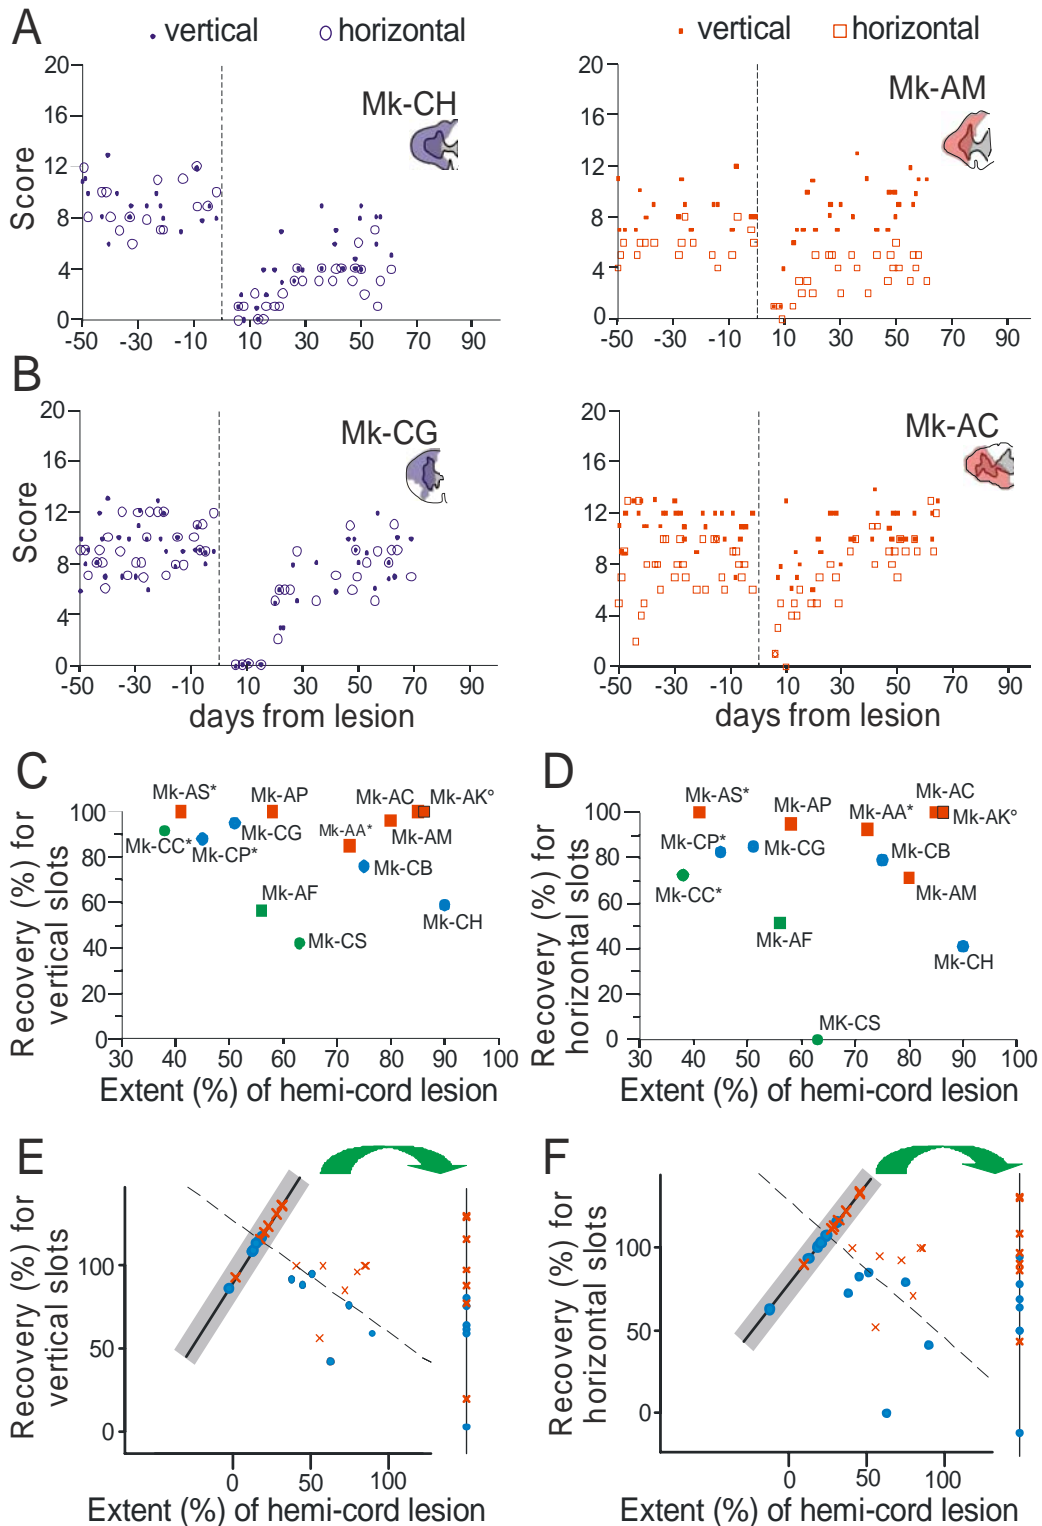 A
vertical
horizontal
vertical
horizontal
Score
20
16
12
8
4
0
-50
-30
-10
10
30
50
70
90
Mk-CH
20
16
12
8
4
0
-50
-30
-10
10
30
50
70
90
Mk-AM
B
Score
20
16
12
8
4
0
-50
-30
-10
10
30
50
70
90
days from lesion
Mk-CG
20
16
12
8
4
0
-50
-30
-10
10
30
50
70
90
days from lesion
Mk-AC
C
Recovery (%) for
vertical slots
100
80
60
40
20
0
30
40
50
60
70
80
90
100
Extent (%) of hemi-cord lesion
Mk-AS*
Mk-AP
Mk-AC
Mk-AK°
Mk-CC*
Mk-CP*
Mk-CG
Mk-AA*
Mk-AM
Mk-CB
Mk-AF
Mk-CH
Mk-CS
D
Recovery (%) for
horizontal slots
100
80
60
40
20
0
30
40
50
60
70
80
90
100
Extent (%) of hemi-cord lesion
Mk-AS*
Mk-AP
Mk-AC
Mk-AA*
Mk-AK°
Mk-CP*
Mk-CG
Mk-CB
Mk-CC*
Mk-AM
Mk-AF
Mk-CH
MK-CS
E
Recovery (%) for
vertical slots
100
50
0
0
50
100
Extent (%) of hemi-cord lesion
F
Recovery (%) for
horizontal slots
100
50
0
0
50
100
Extent (%) of hemi-cord lesion